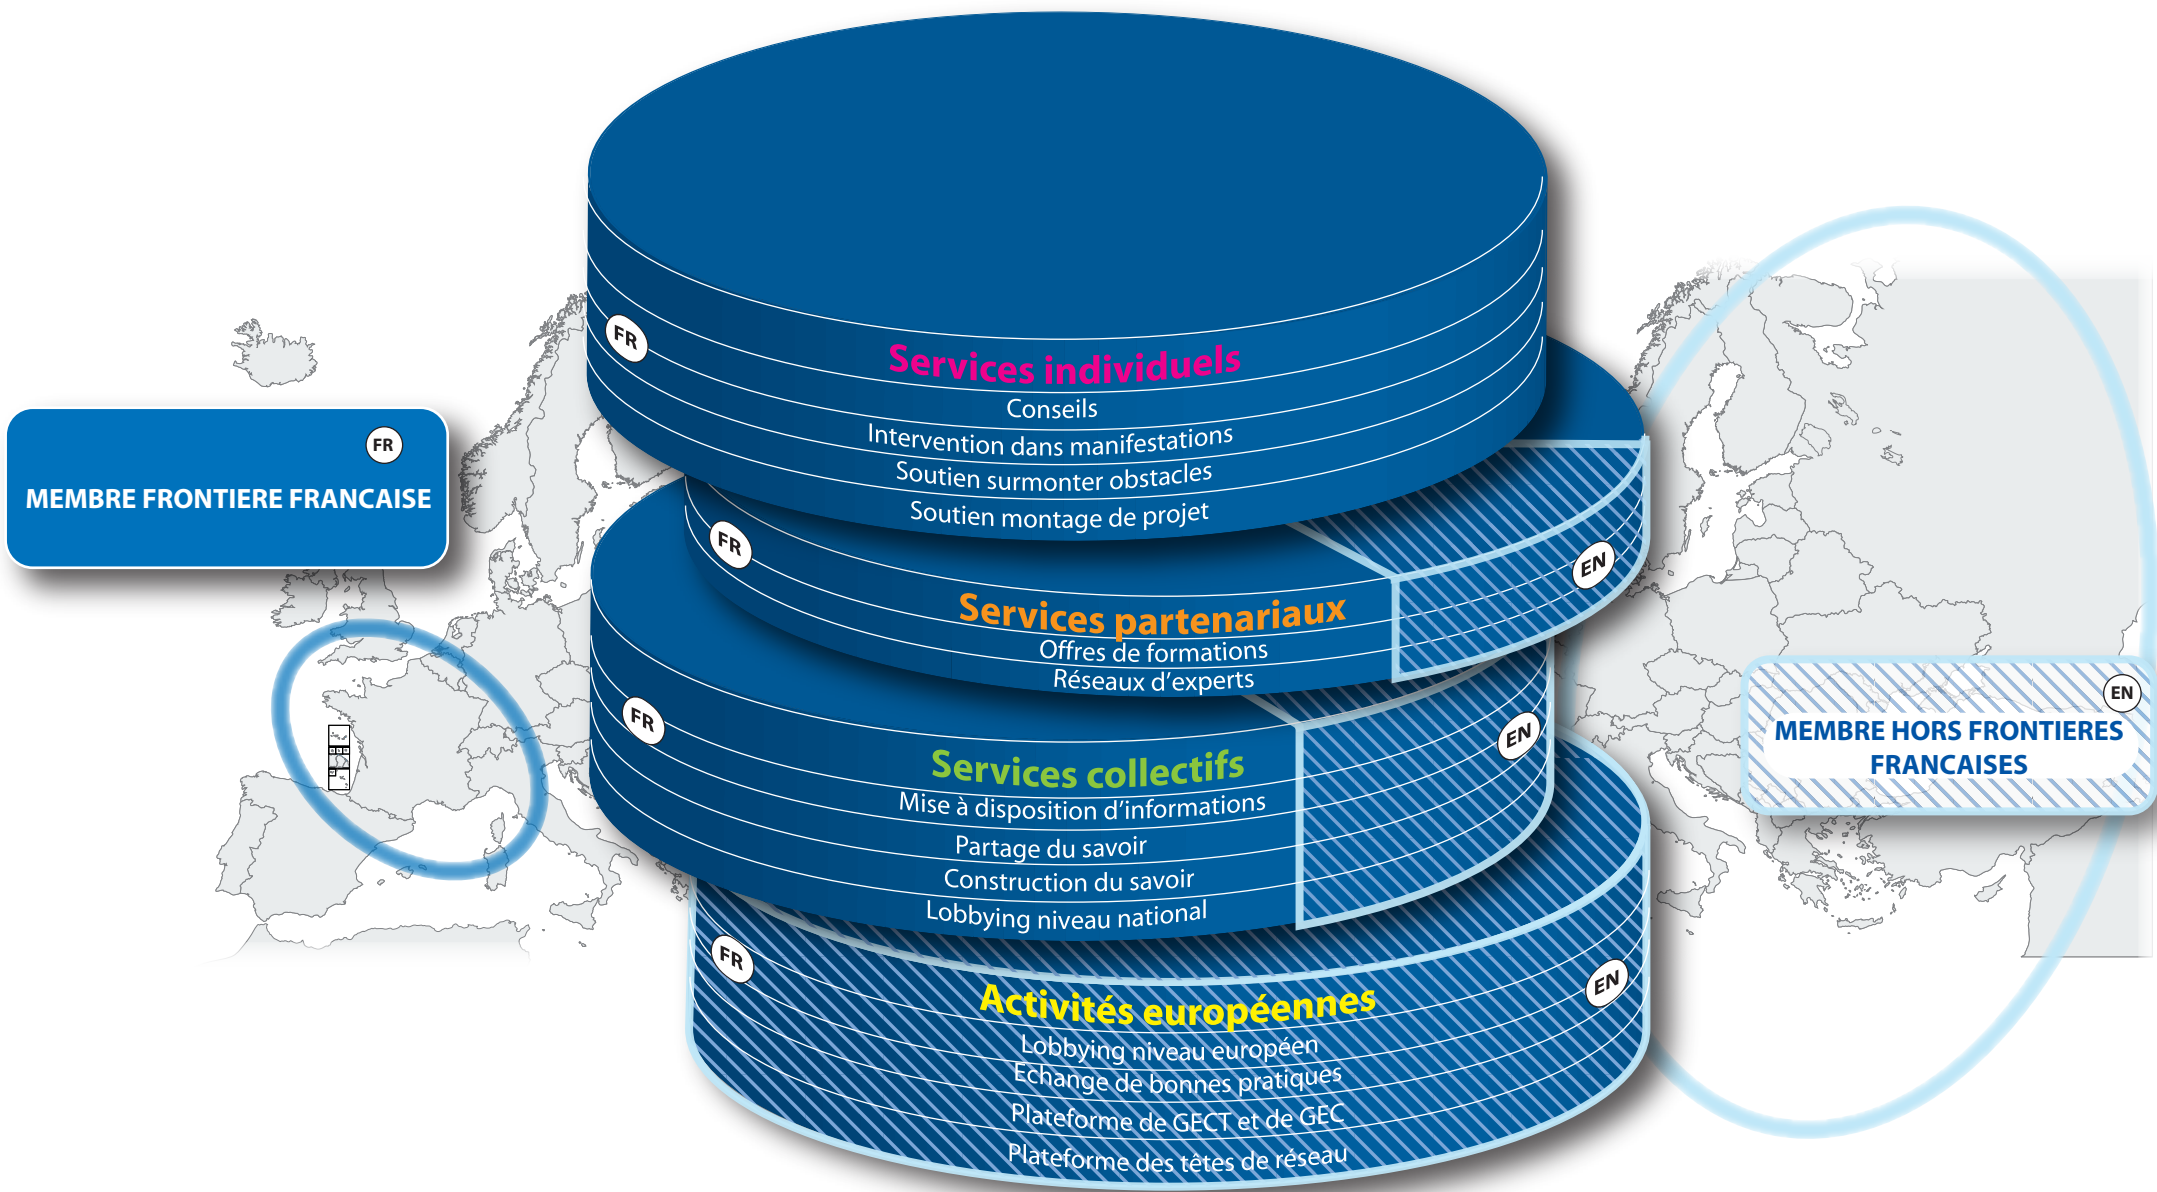 FR
Services individuels
Conseils
Intervention dans manifestations
Soutien surmonter obstacles
Soutien montage de projet
FR
MEMBRE FRONTIERE FRANCAISE
FR
EN
Services partenariaux
Offres de formations
Réseaux d'experts
FR
EN
Services collectifs
Mise à disposition d'informations
Partage du savoir
Construction du savoir
Lobbying niveau national
EN
MEMBRE HORS FRONTIERES
FRANCAISES
FR
EN
Activités européennes
Lobbying niveau européen
Echange de bonnes pratiques
Plateforme de GECT et de GEC
Plateforme des têtes de réseau